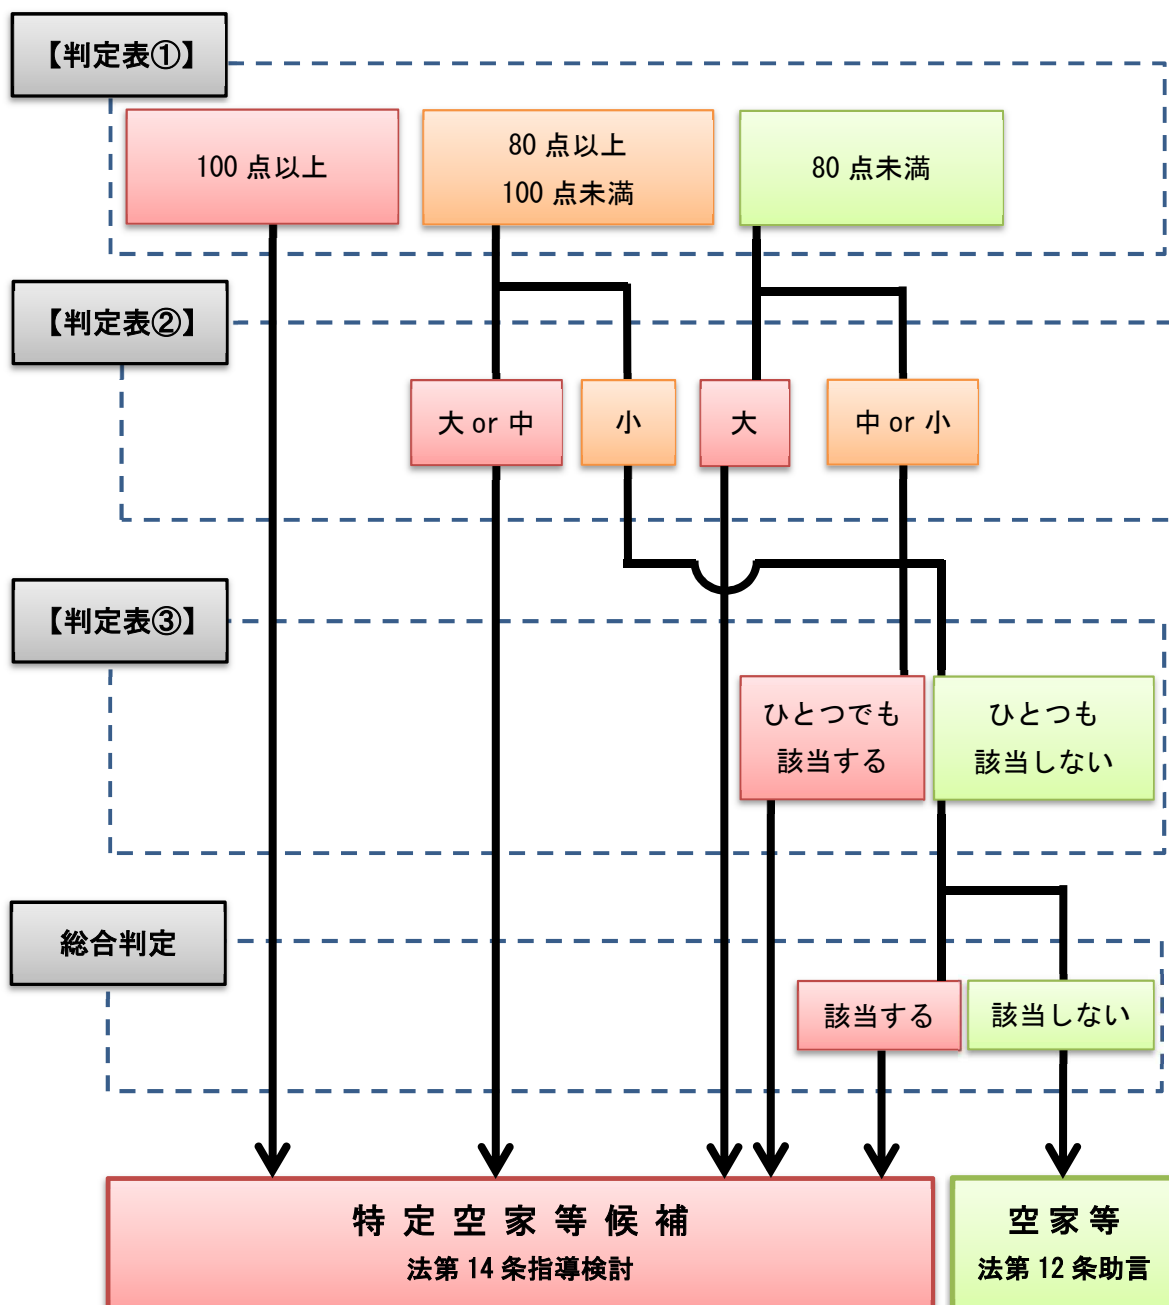 【判定表①】
100 点以上
80 点以上
100 点未満
80 点未満
【判定表②】
大 or 中
小
大
中 or 小
【判定表③】
ひとつでも
該当する
ひとつも
該当しない
総合判定
該当する
該当しない
特定空家等候補
法第 14 条指導検討
空家等
法第 12 条助言